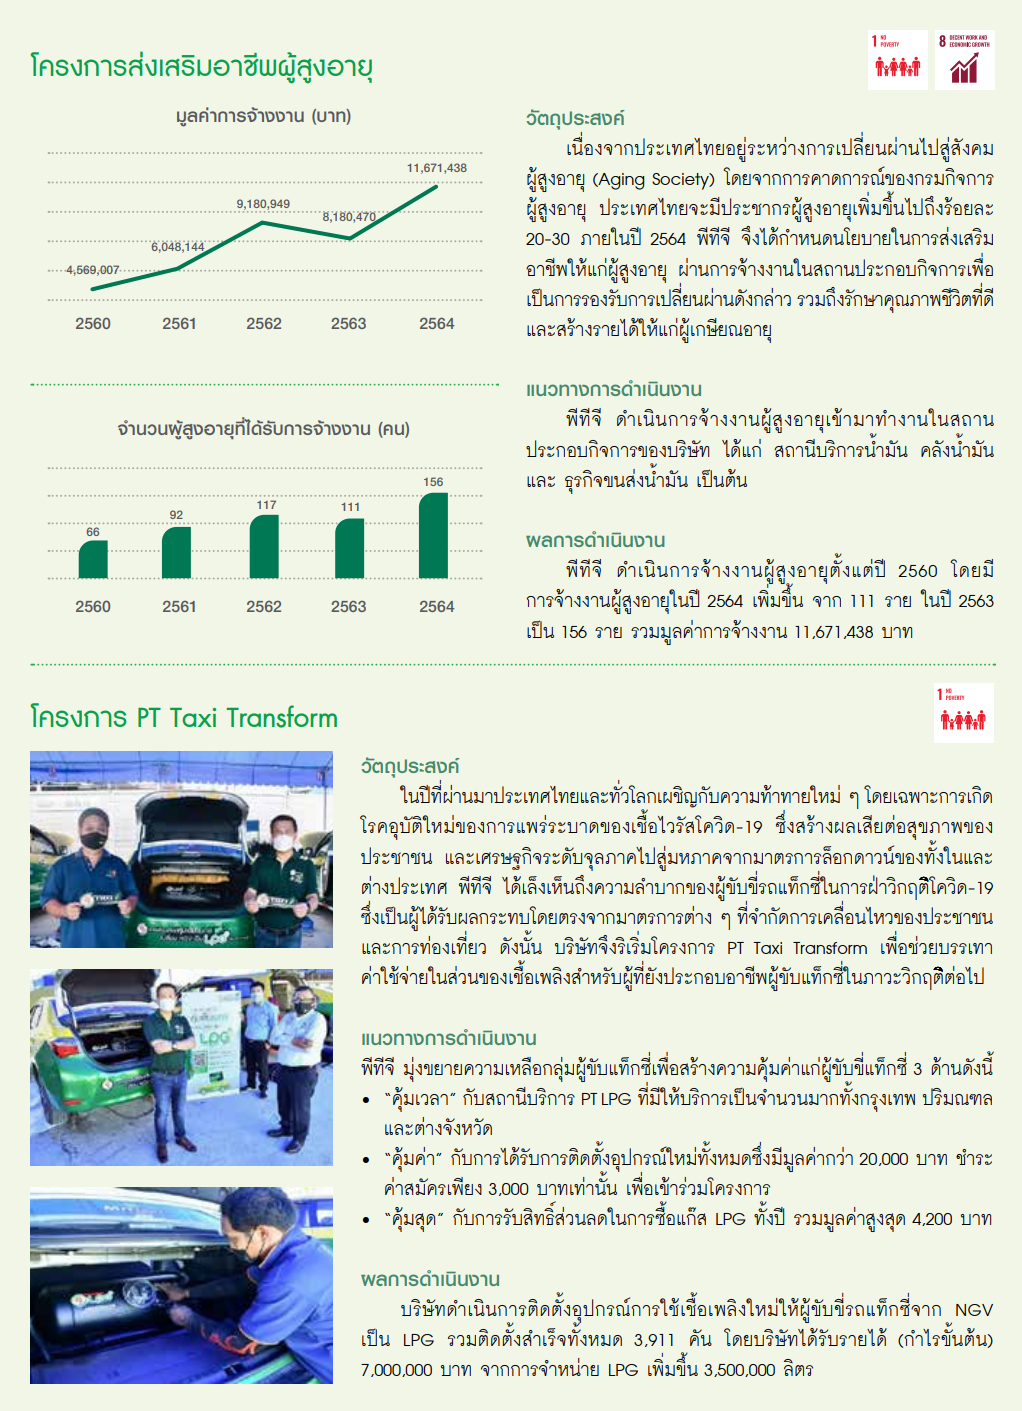 โครงการส่งเสริมอาชีพผู้สูงอายุ
1 NO POVERTY
8 DECENT WORK AND ECONOMIC GROWTH
มูลค่าการจ้างงาน (บาท)
11,671,438
9,180,949
8,180,470
6,048,144
4,569,007
2560 2561 2562 2563 2564
จำนวนผู้สูงอายุที่ได้รับการจ้างงาน (คน)
156
117
111
92
66
2560 2561 2562 2563 2564
วัตถุประสงค์
เนื่องจากประเทศไทยอยู่ระหว่างการเปลี่ยนผ่านไปสู่สังคม
ผู้สูงอายุ (Aging Society) โดยจากการคาดการณ์ของกรมกิจการ
ผู้สูงอายุ ประเทศไทยจะมีประชากรผู้สูงอายุเพิ่มขึ้นไปถึงร้อยละ
20-30 ภายในปี 2564 พีทีจี จึงได้กำหนดนโยบายในการส่งเสริม
อาชีพให้แก่ผู้สูงอายุ ผ่านการจ้างงานในสถานประกอบกิจการเพื่อ
เป็นการรองรับการเปลี่ยนผ่านดังกล่าว รวมถึงรักษาคุณภาพชีวิตที่ดี
และสร้างรายได้ให้แก่ผู้เกษียณอายุ
แนวทางการดำเนินงาน
พีทีจี ดำเนินการจ้างงานผู้สูงอายุเข้ามาทำงานในสถาน
ประกอบกิจการของบริษัท ได้แก่ สถานีบริการน้ำมัน คลังน้ำมัน
และ ธุรกิจขนส่งน้ำมัน เป็นต้น
ผลการดำเนินงาน
พีทีจี ดำเนินการจ้างงานผู้สูงอายุตั้งแต่ปี 2560 โดยมี
การจ้างงานผู้สูงอายุในปี 2564 เพิ่มขึ้น จาก 111 ราย ในปี 2563
เป็น 156 ราย รวมมูลค่าการจ้างงาน 11,671,438 บาท
โครงการ PT Taxi Transform
1 NO POVERTY
LPG
วัตถุประสงค์
ในปีที่ผ่านมาประเทศไทยและทั่วโลกเผชิญกับความท้าทายใหม่ ๆ โดยเฉพาะการเกิด
โรคอุบัติใหม่ของการแพร่ระบาดของเชื้อไวรัสโควิด-19 ซึ่งสร้างผลเสียต่อสุขภาพของ
ประชาชน และเศรษฐกิจระดับจุลภาคไปสู่มหภาคจากมาตรการล็อกดาวน์ของทั้งในและ
ต่างประเทศ พีทีจี ได้เล็งเห็นถึงความลำบากของผู้ขับขี่รถแท็กซี่ในการฝ่าวิกฤติโควิด-19
ซึ่งเป็นผู้ได้รับผลกระทบโดยตรงจากมาตรการต่าง ๆ ที่จำกัดการเคลื่อนไหวของประชาชน
และการท่องเที่ยว ดังนั้น บริษัทจึงริเริ่มโครงการ PT Taxi Transform เพื่อช่วยบรรเทา
ค่าใช้จ่ายในส่วนของเชื้อเพลิงสำหรับผู้ที่ยังประกอบอาชีพผู้ขับแท็กซี่ในภาวะวิกฤติต่อไป
แนวทางการดำเนินงาน
พีทีจี มุ่งขยายความเหลือกลุ่มผู้ขับแท็กซี่เพื่อสร้างความคุ้มค่าแก่ผู้ขับขี่แท็กซี่ 3 ด้านดังนี้
• "คุ้มเวลา" กับสถานีบริการ PT LPG ที่มีให้บริการเป็นจำนวนมากทั้งกรุงเทพ ปริมณฑล
และต่างจังหวัด
• "คุ้มค่า" กับการได้รับการติดตั้งอุปกรณ์ใหม่ทั้งหมดซึ่งมีมูลค่ากว่า 20,000 บาท ชำระ
ค่าสมัครเพียง 3,000 บาทเท่านั้น เพื่อเข้าร่วมโครงการ
• "คุ้มสุด" กับการรับสิทธิ์ส่วนลดในการซื้อแก๊ส LPG ทั้งปี รวมมูลค่าสูงสุด 4,200 บาท
ผลการดำเนินงาน
บริษัทดำเนินการติดตั้งอุปกรณ์การใช้เชื้อเพลิงใหม่ให้ผู้ขับขี่รถแท็กซี่จาก NGV
เป็น LPG รวมติดตั้งสำเร็จทั้งหมด 3,911 คัน โดยบริษัทได้รับรายได้ (กำไรขั้นต้น)
7,000,000 บาท จากการจำหน่าย LPG เพิ่มขึ้น 3,500,000 ลิตร